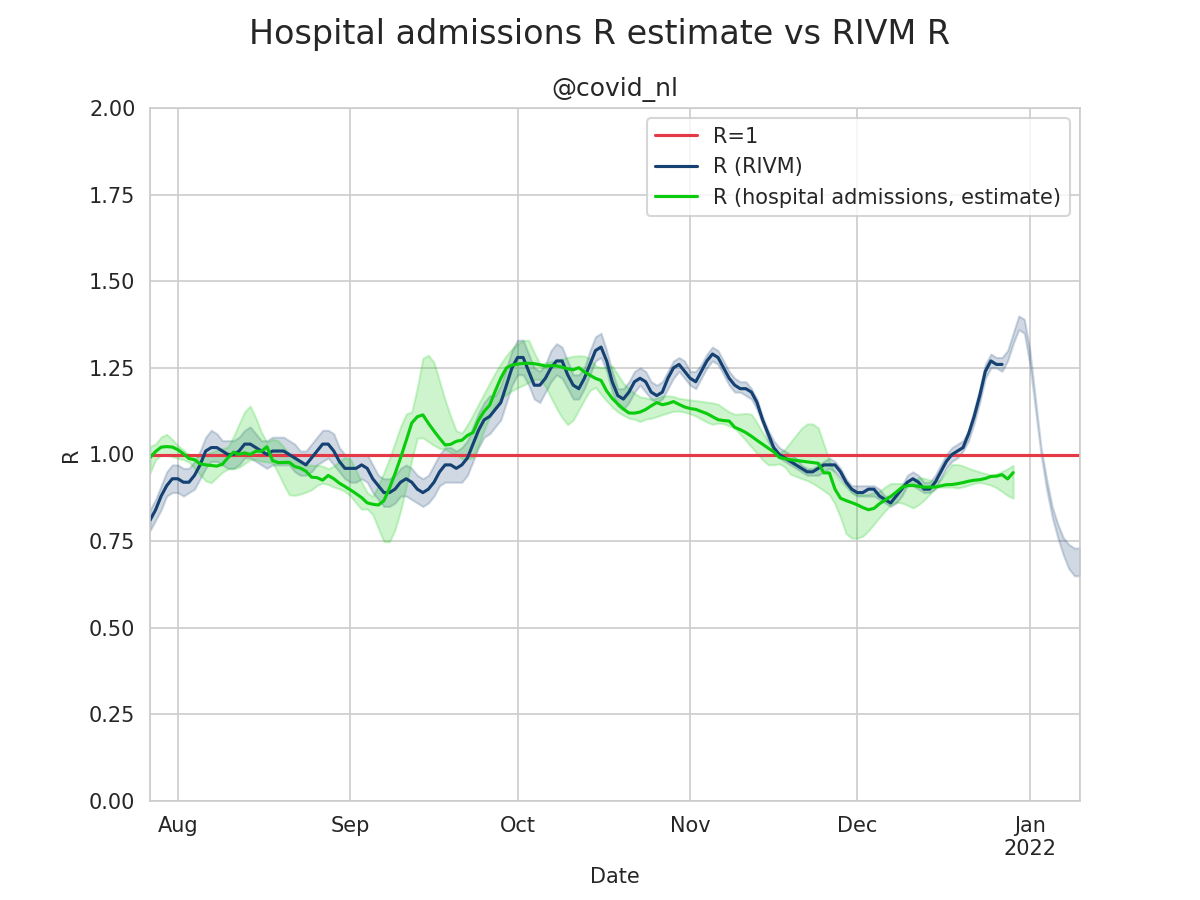 Hospital admissions R estimate vs RIVM R
@covid_nl
R=1
R (RIVM)
R (hospital admissions, estimate)
2.00
1.75
1.50
1.25
1.00
0.75
0.50
0.25
0.00
R
Aug Sep Oct Nov Dec Jan
2022
Date